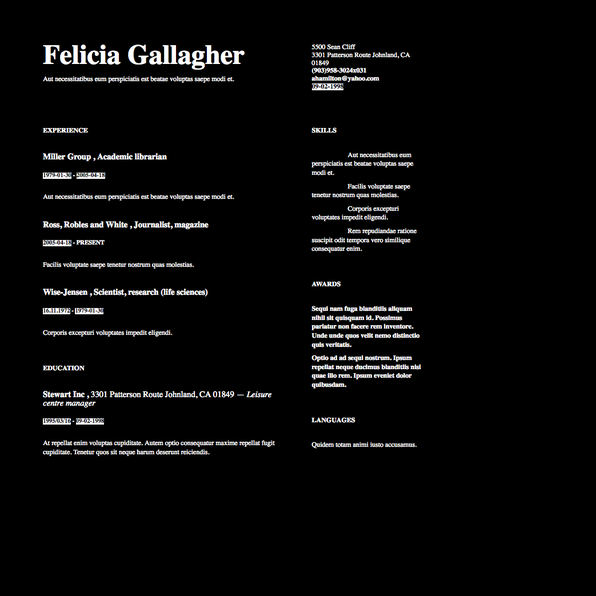 Felicia Gallagher
Aut necessitatibus eum perspiciatis est beatae voluptas saepe modi et.
5500 Sean Cliff
3301 Patterson Route Johnland, CA
01849
(903)958-3024x031
ahamilton@yahoo.com
09-02-1998
EXPERIENCE
Miller Group , Academic librarian
1979-01-30 - 2005-04-18
Aut necessitatibus eum perspiciatis est beatae voluptas saepe modi et.
Ross, Robles and White , Journalist, magazine
2005-04-18 - PRESENT
Facilis voluptate saepe tenetur nostrum quas molestias.
Wise-Jensen , Scientist, research (life sciences)
16.11.1972 - 1979-01-30
Corporis excepturi voluptates impedit eligendi.
EDUCATION
Stewart Inc , 3301 Patterson Route Johnland, CA 01849 — Leisure
centre manager
1995/03/16 - 09-02-1998
At repellat enim voluptas cupiditate. Autem optio consequatur maxime repellat fugit
cupiditate. Tenetur quos sit neque harum deserunt reiciendis.
SKILLS
Aut necessitatibus eum
perspiciatis est beatae voluptas saepe
modi et.
Facilis voluptate saepe
tenetur nostrum quas molestias.
Corporis excepturi
voluptates impedit eligendi.
Rem repudiandae ratione
suscipit odit tempora vero similique
consequatur enim.
AWARDS
Sequi nam fuga blanditiis aliquam
nihil sit quisquam id. Possimus
pariatur non facere rem inventore.
Unde unde quos velit nemo distinctio
quis veritatis.
Optio ad ad sequi nostrum. Ipsum
repellat neque ducimus blanditiis nisi
quae illo rem. Ipsum eveniet dolor
quibusdam.
LANGUAGES
Quidem totam animi iusto accusamus.